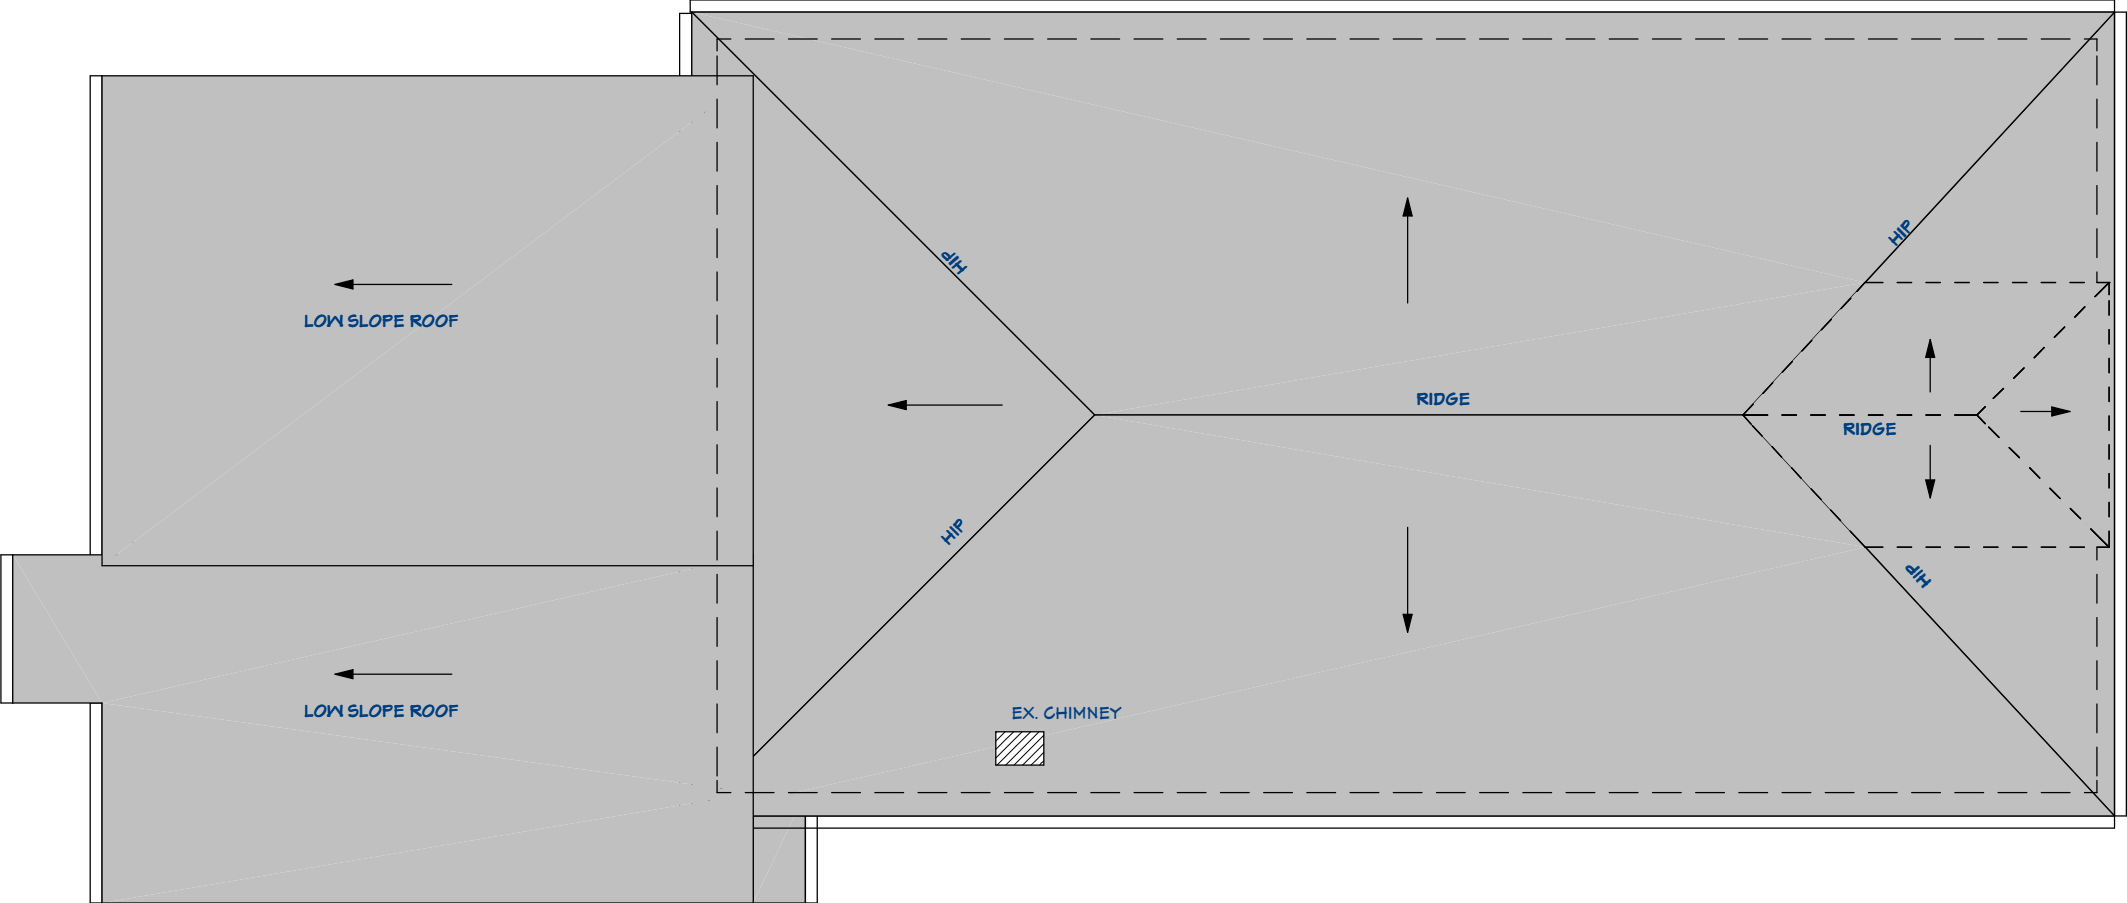 HIP
HIP
LOW SLOPE ROOF
RIDGE
RIDGE
HIP
HIP
LOW SLOPE ROOF
EX. CHIMNEY